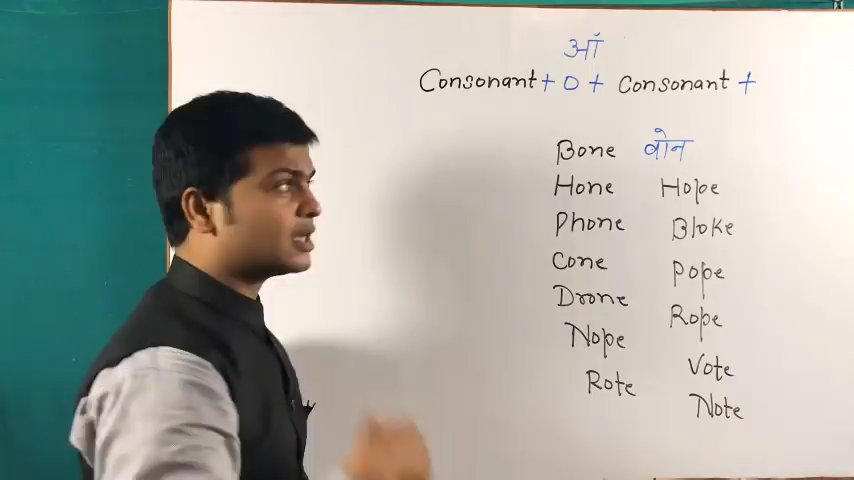 ऑ
Consonant + O + Consonant +
Bone बोन
Hone Hope
Phone Bloke
Cone Pope
Drone Rope
Nope Vote
Rote Note